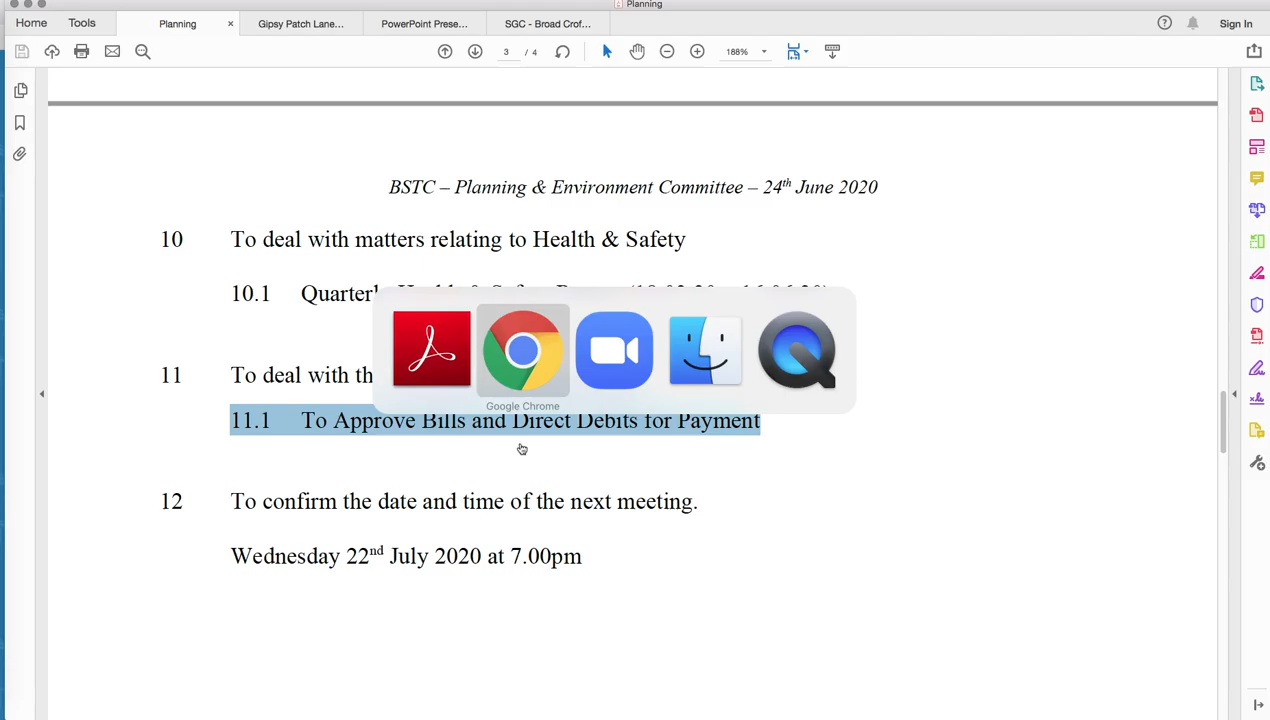 Planning
Home Tools Planning × Gipsy Patch Lane... PowerPoint Prese... SGC - Broad Crof... Sign In
3 / 4 188%
BSTC – Planning & Environment Committee – 24th June 2020
10 To deal with matters relating to Health & Safety
10.1
11 To deal with
Google Chrome
11.1 To Approve Bills and Direct Debits for Payment
12 To confirm the date and time of the next meeting.
Wednesday 22nd July 2020 at 7.00pm